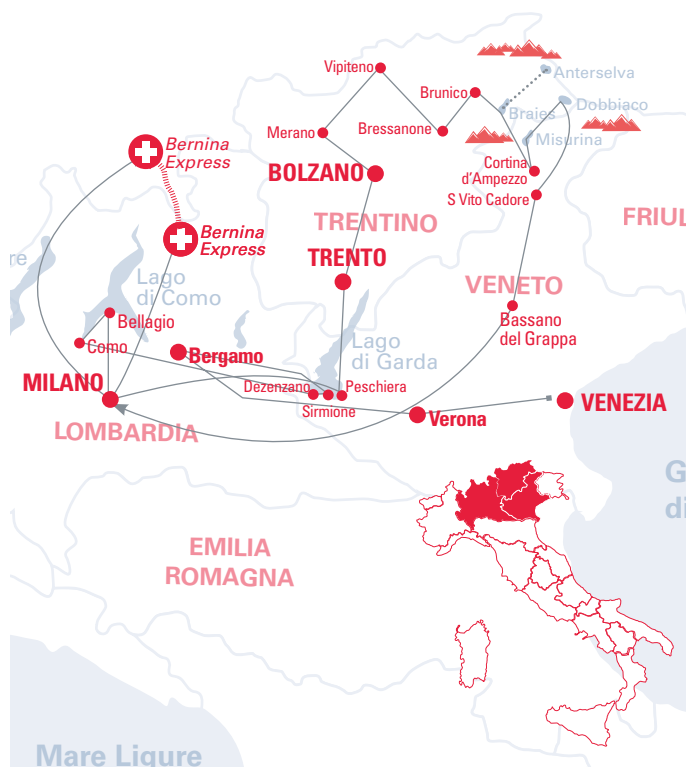 Vipiteno
Anterselva
Brunico
Dobbiaco
Braies
Merano
Bressanone
Misurina
Bernina
Express
BOLZANO
Cortina
d'Ampezzo
S Vito Cadore
TRENTINO
FRIUL
Bernina
Express
re
TRENTO
Lago
di Como
VENETO
Bellagio
Bassano
del Grappa
Como
Bergamo
Lago
di Garda
MILANO
Dezenzano
Peschiera
Sirmione
Verona
VENEZIA
LOMBARDIA
G
di
EMILIA
ROMAGNA
Mare Ligure